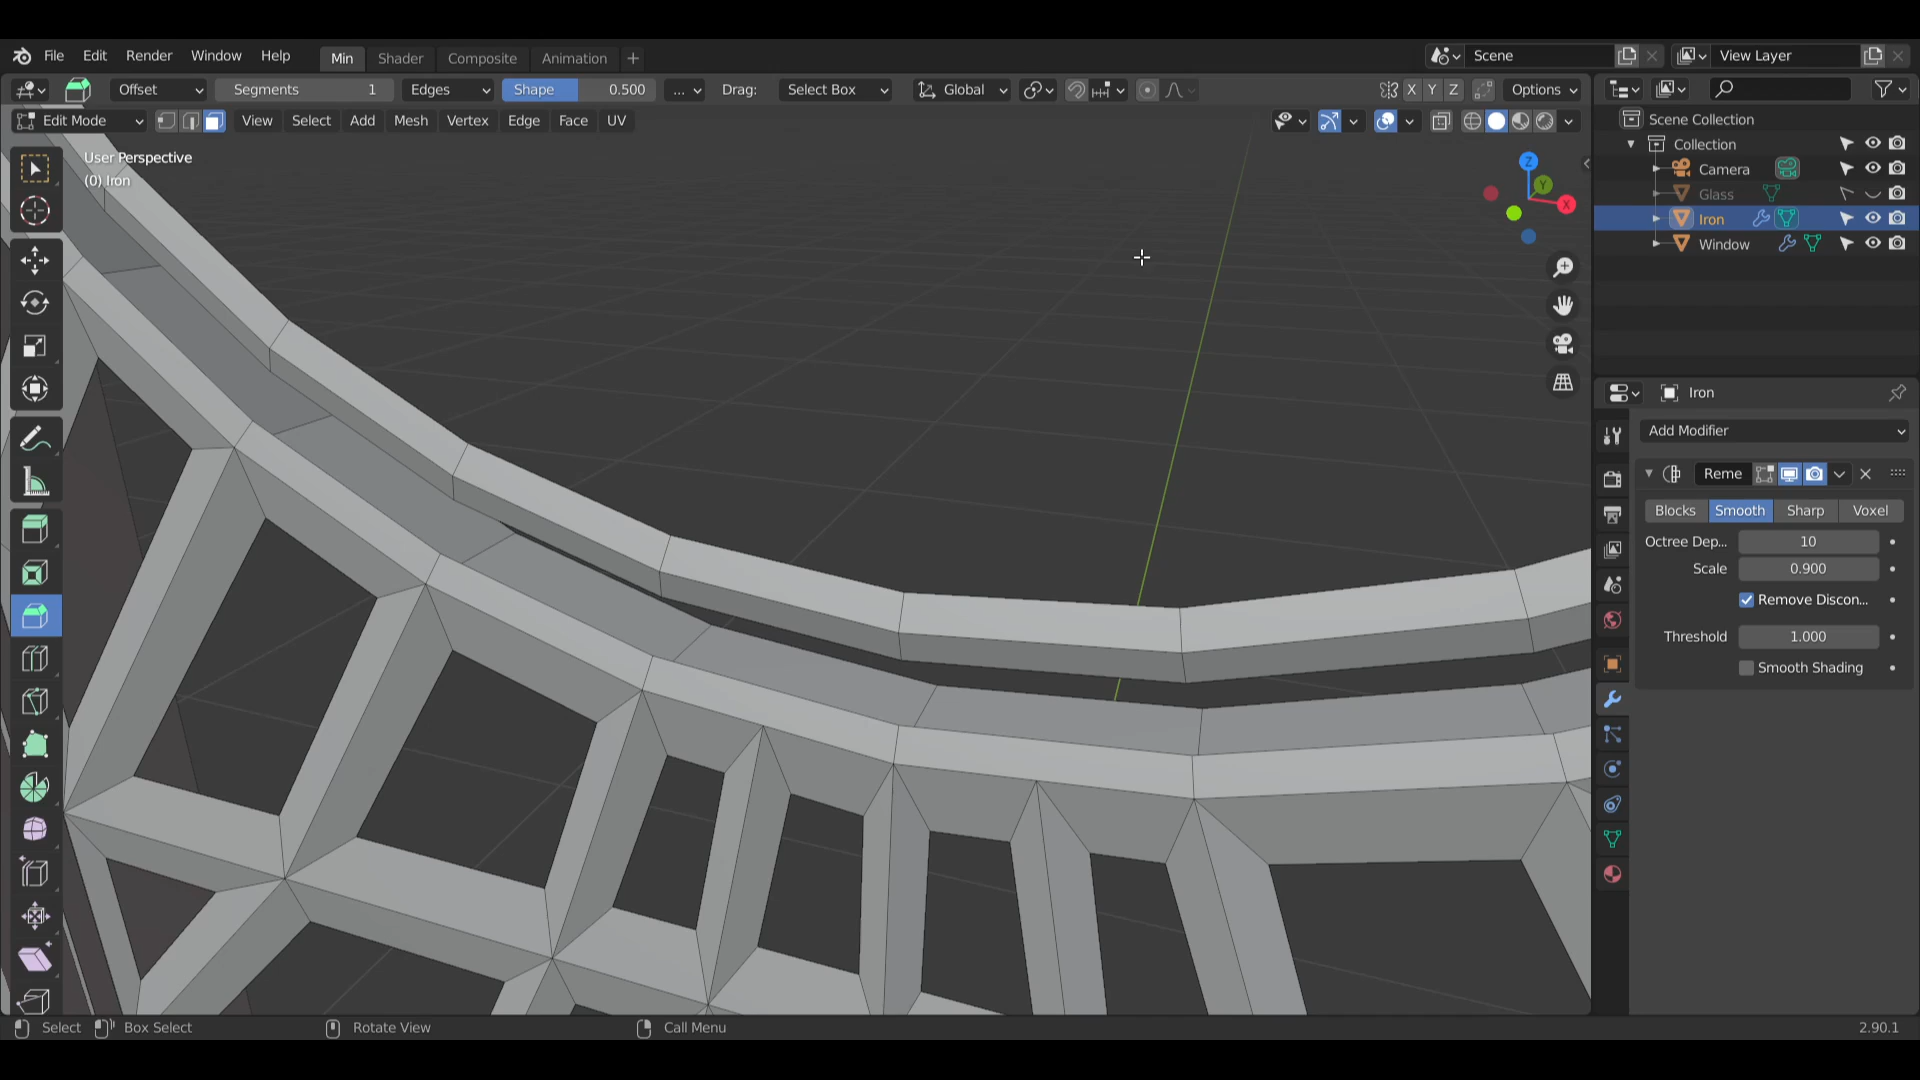 File Edit Render Window Help Min Shader Composite Animation + Scene View Layer
Offset Segments 1 Edges Shape 0.500 ... Drag: Select Box Global X Y Z Options
Edit Mode View Select Add Mesh Vertex Edge Face UV
User Perspective
(0) Iron
Z
Y
X
Scene Collection
Collection
Camera
Glass
Iron
Window
Iron
Add Modifier
Reme
Blocks Smooth Sharp Voxel
Octree Dep... 10
Scale 0.900
Remove Discon...
Threshold 1.000
Smooth Shading
Select Box Select Rotate View Call Menu 2.90.1